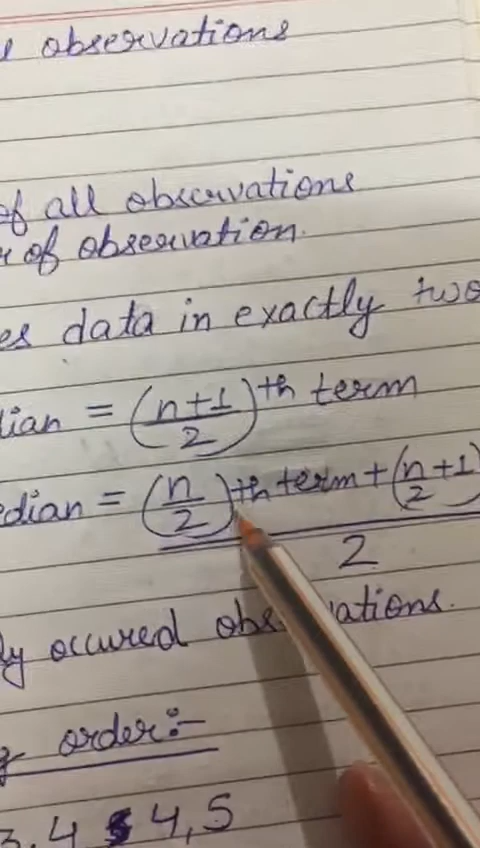 observations
of all observations
of observation.
data in exactly two
= (n+1/2)th term
= (n/2)th term + (n/2+1)
2
occured observations.
order:-
3, 4 4, 5